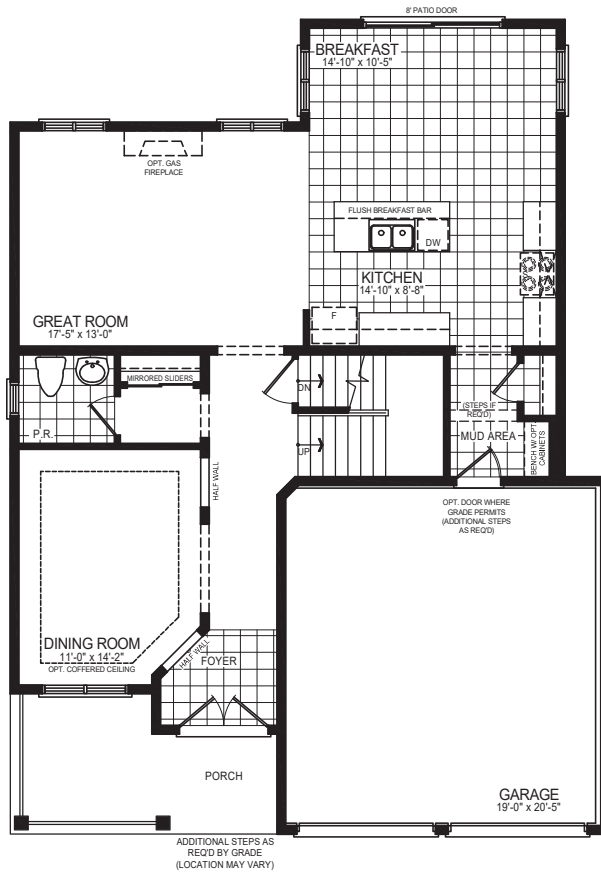 8' PATIO DOOR
BREAKFAST
14'-10" x 10'-5"
OPT. GAS
FIREPLACE
FLUSH BREAKFAST BAR
DW
KITCHEN
14'-10" x 8'-8"
F
GREAT ROOM
17'-5" x 13'-0"
MIRRORED SLIDERS
DN
(STEPS IF
REQ'D)
P.R.
MUD AREA
BENCH W/ OPT.
CABINETS
UP
HALF WALL
OPT. DOOR WHERE
GRADE PERMITS
(ADDITIONAL STEPS
AS REQ'D)
DINING ROOM
11'-0" x 14'-2"
OPT. COFFERED CEILING
HALF WALL
FOYER
PORCH
GARAGE
19'-0" x 20'-5"
ADDITIONAL STEPS AS
REQ'D BY GRADE
(LOCATION MAY VARY)